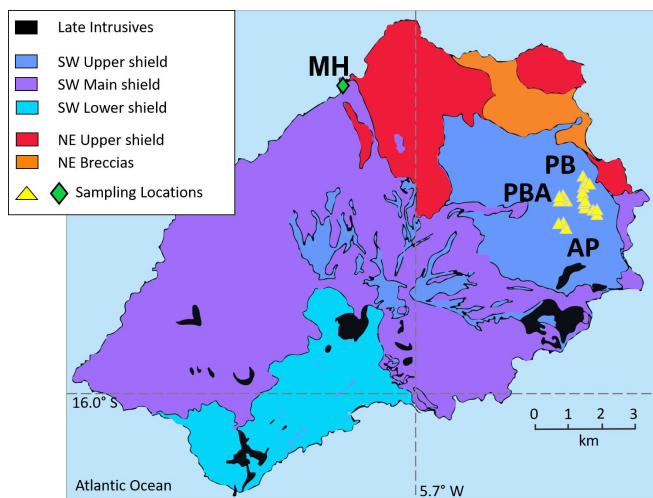 Late Intrusives
SW Upper shield
SW Main shield
SW Lower shield
NE Upper shield
NE Breccias
Sampling Locations
MH
PB
PBA
AP
16.0° S
0 1 2 3
km
Atlantic Ocean
5.7° W